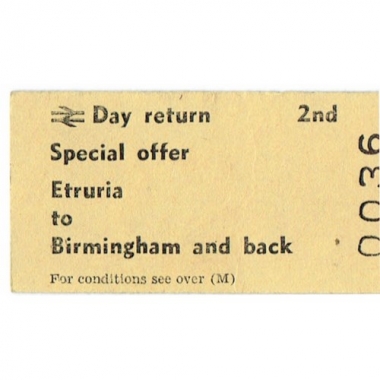 Day return 2nd
Special offer
Etruria
to
Birmingham and back
For conditions see over (M)
0036